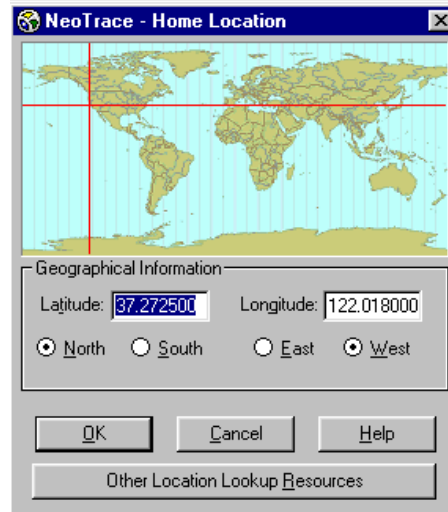 NeoTrace - Home Location
Geographical Information
Latitude: 37.272500 Longitude: 122.018000
North South East West
OK Cancel Help
Other Location Lookup Resources